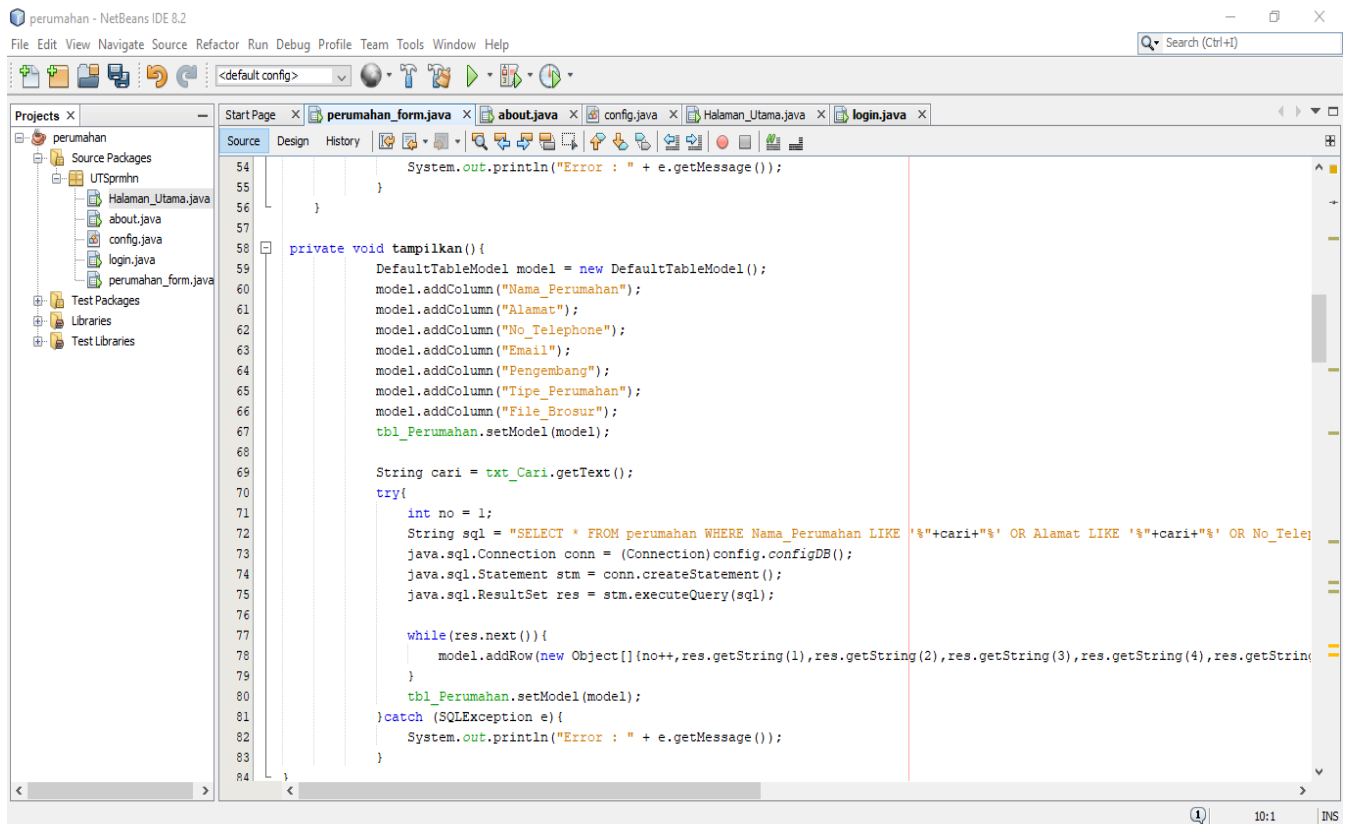 perumahan - NetBeans IDE 8.2
File Edit View Navigate Source Refactor Run Debug Profile Team Tools Window Help
Search (Ctrl+I)
<default config>
Projects
Start Page perumahan_form.java about.java config.java Halaman_Utama.java login.java
perumahan
Source Packages
UTSprmhn
Halaman_Utama.java
about.java
config.java
login.java
perumahan_form.java
Test Packages
Libraries
Test Libraries
Source Design History
54 System.out.println("Error : " + e.getMessage());
55 }
56 }
57
58 private void tampilkan(){
59 DefaultTableModel model = new DefaultTableModel();
60 model.addColumn("Nama_Perumahan");
61 model.addColumn("Alamat");
62 model.addColumn("No_Telephone");
63 model.addColumn("Email");
64 model.addColumn("Pengembang");
65 model.addColumn("Tipe_Perumahan");
66 model.addColumn("File_Brosur");
67 tbl_Perumahan.setModel(model);
68
69 String cari = txt_Cari.getText();
70 try{
71 int no = 1;
72 String sql = "SELECT * FROM perumahan WHERE Nama_Perumahan LIKE '%"+cari+"%' OR Alamat LIKE '%"+cari+"%' OR No_Telep
73 java.sql.Connection conn = (Connection)config.configDB();
74 java.sql.Statement stm = conn.createStatement();
75 java.sql.ResultSet res = stm.executeQuery(sql);
76
77 while(res.next()){
78 model.addRow(new Object[]{no++,res.getString(1),res.getString(2),res.getString(3),res.getString(4),res.getString
79 }
80 tbl_Perumahan.setModel(model);
81 }catch (SQLException e){
82 System.out.println("Error : " + e.getMessage());
83 }
84 }
1 10:1 INS